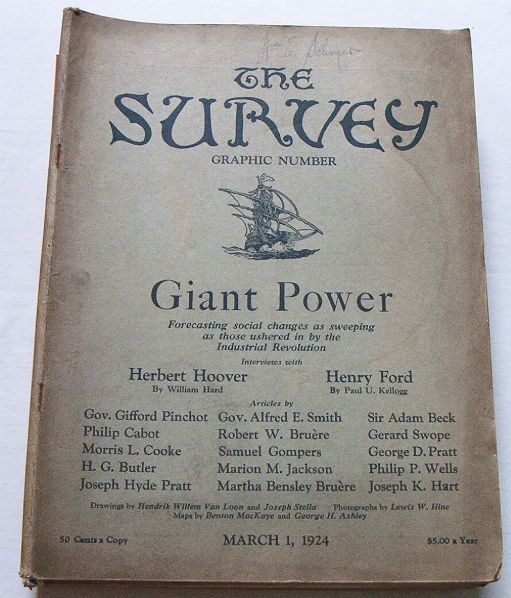 THE
SURVEY
GRAPHIC NUMBER
Giant Power
Forecasting social changes as sweeping
as those ushered in by the
Industrial Revolution
Interviews with
Herbert Hoover Henry Ford
By William Hard By Paul U. Kellogg
Articles by
Gov. Gifford Pinchot Gov. Alfred E. Smith Sir Adam Beck
Philip Cabot Robert W. Bruère Gerard Swope
Morris L. Cooke Samuel Gompers George D. Pratt
H. G. Butler Marion M. Jackson Philip P. Wells
Joseph Hyde Pratt Martha Bensley Bruère Joseph K. Hart
Drawings by Hendrik Willem Van Loon and Joseph Stella Photographs by Lewis W. Hine
Maps by Benton MacKaye and George H. Ashley
50 Cents a Copy MARCH 1, 1924 $5.00 a Year